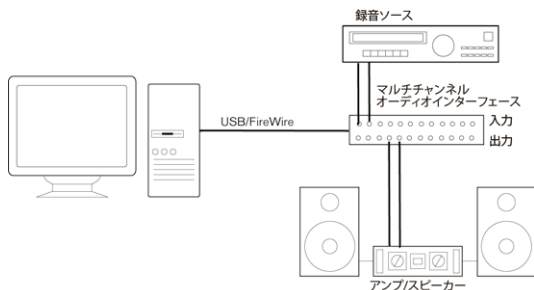 録音ソース
マルチチャンネル
オーディオインターフェース
USB/FireWire
入力
出力
アンプ/スピーカー